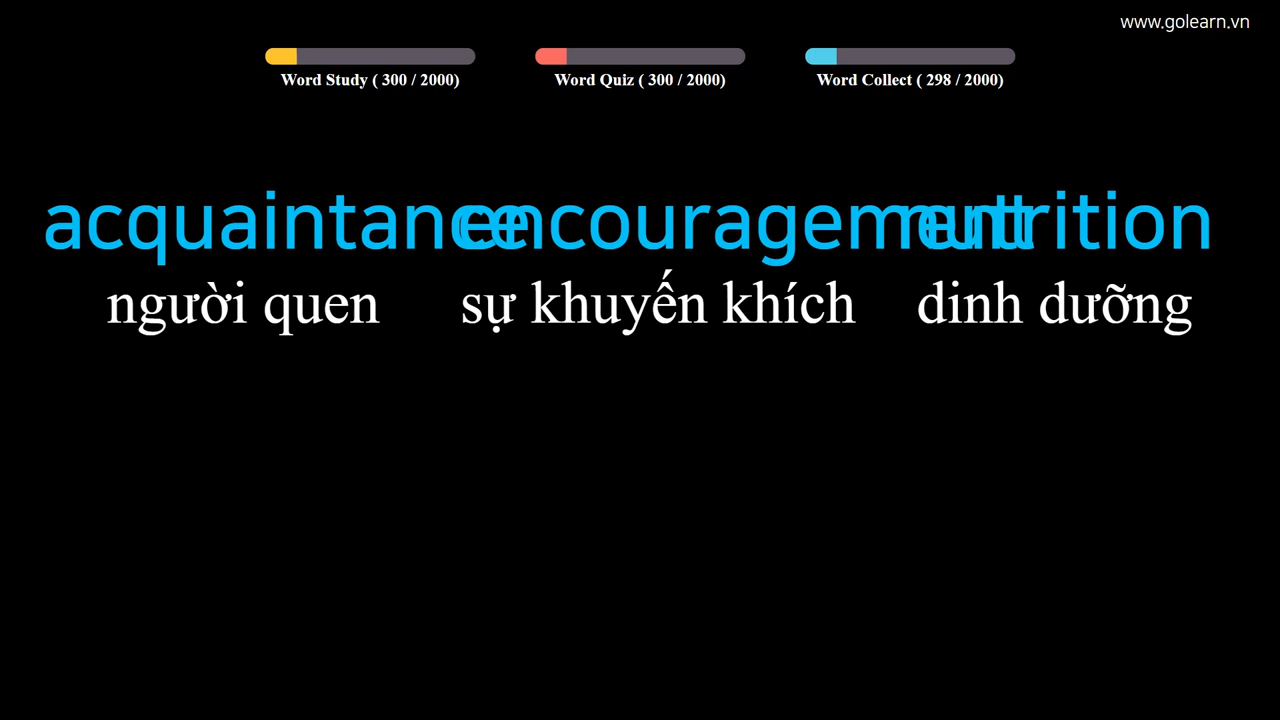 www.golearn.vn
Word Study ( 300 / 2000) Word Quiz ( 300 / 2000) Word Collect ( 298 / 2000)
acquaintance encouragement nutrition
người quen sự khuyến khích dinh dưỡng